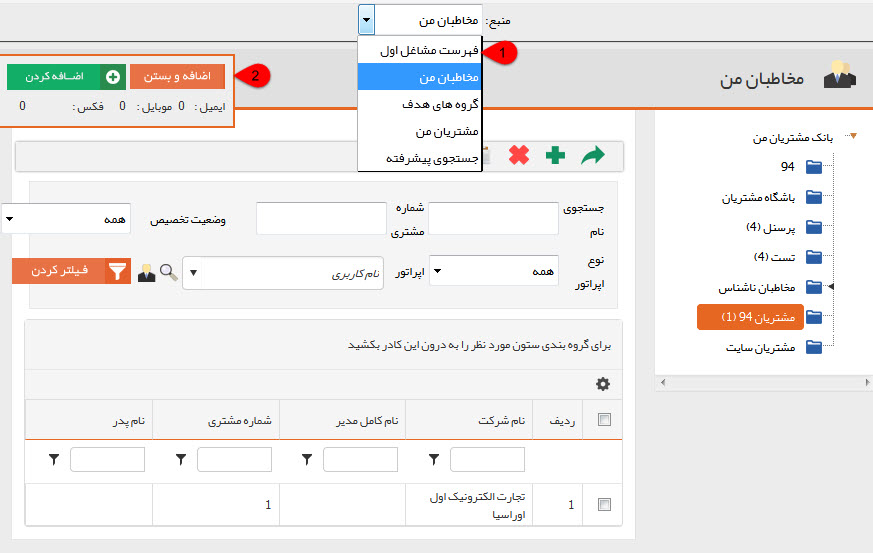 منبع:
مخاطبان من
فهرست مشاغل اول
1
مخاطبان من
گروه های هدف
مشتریان من
جستجوی پیشرفته
مخاطبان من
2
اضافه و بستن
اضافه کردن
ایمیل : 0 موبایل : 0 فکس : 0
بانک مشتریان من
94
باشگاه مشتریان
پرسنل (4)
تست (4)
مخاطبان ناشناس
مشتریان 94 (1)
مشتریان سایت
جستجوی نام
شماره مشتری
وضعیت تخصیص
همه
نوع اپراتور
همه
اپراتور
نام کاربری
فیلتر کردن
برای گروه بندی ستون مورد نظر را به درون این کادر بکشید
ردیف
نام شرکت
نام کامل مدیر
شماره مشتری
نام پدر
1
تجارت الکترونیک اول
اوراسیا
1